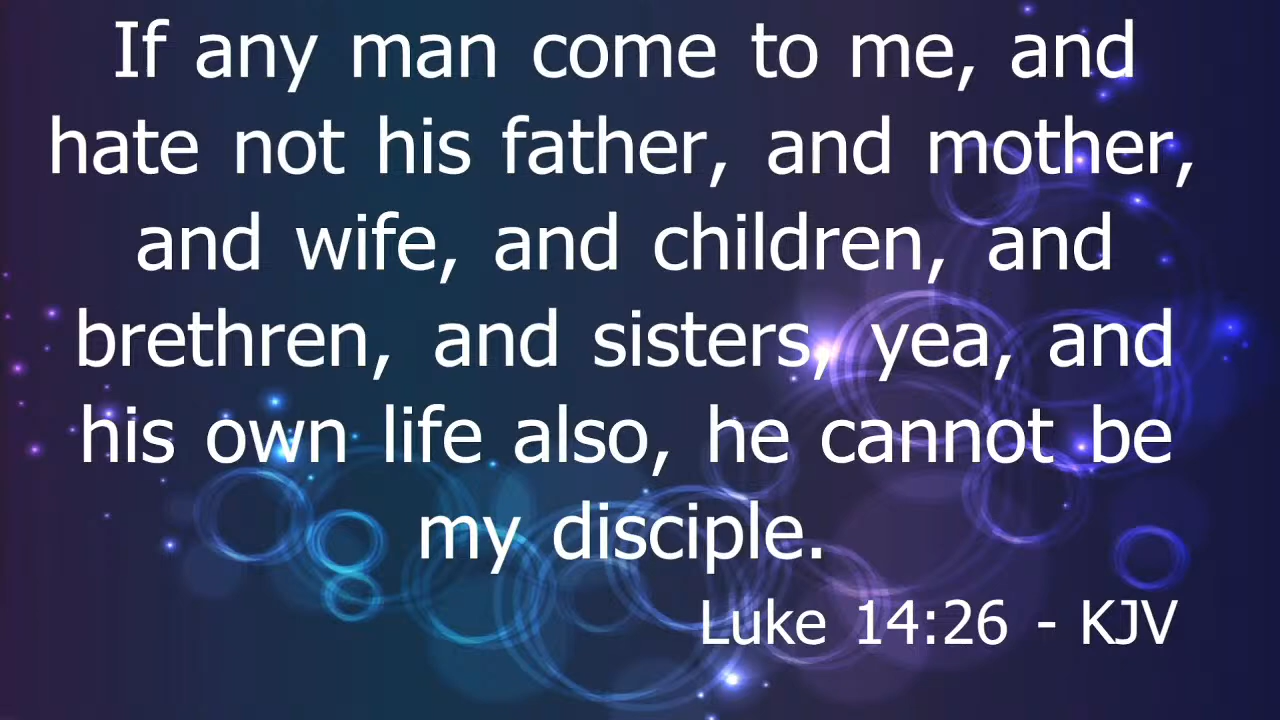 If any man come to me, and
hate not his father, and mother,
and wife, and children, and
brethren, and sisters, yea, and
his own life also, he cannot be
my disciple.
Luke 14:26 - KJV